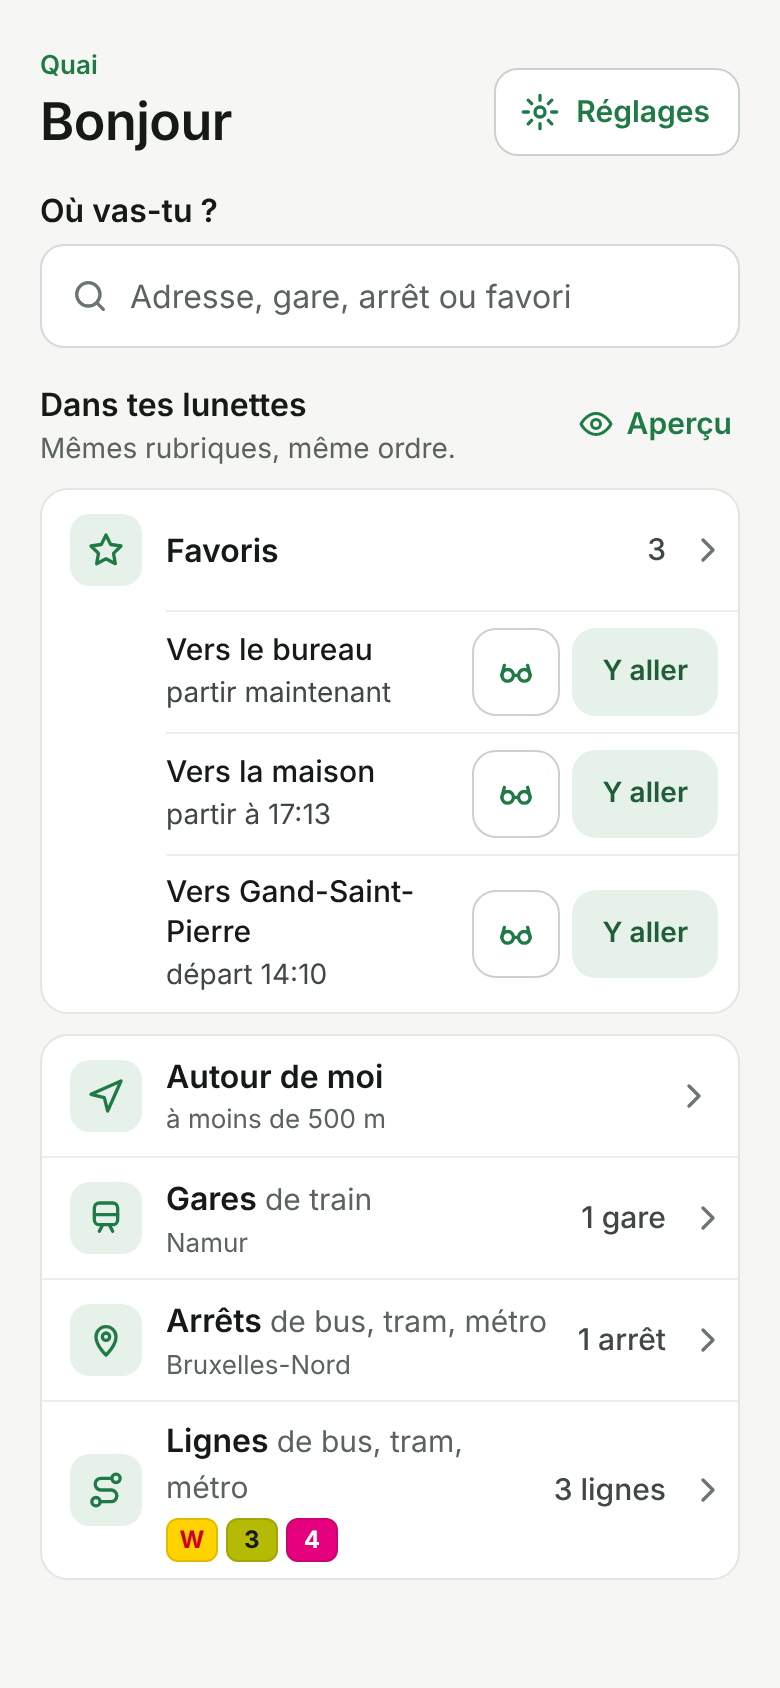 Quai
Bonjour
Réglages
Où vas-tu ?
Adresse, gare, arrêt ou favori
Dans tes lunettes
Mêmes rubriques, même ordre.
Aperçu
Favoris
3
Vers le bureau
partir maintenant
Y aller
Vers la maison
partir à 17:13
Y aller
Vers Gand-Saint-
Pierre
départ 14:10
Y aller
Autour de moi
à moins de 500 m
Gares de train
Namur
1 gare
Arrêts de bus, tram, métro
Bruxelles-Nord
1 arrêt
Lignes de bus, tram,
métro
3 lignes
W 3 4